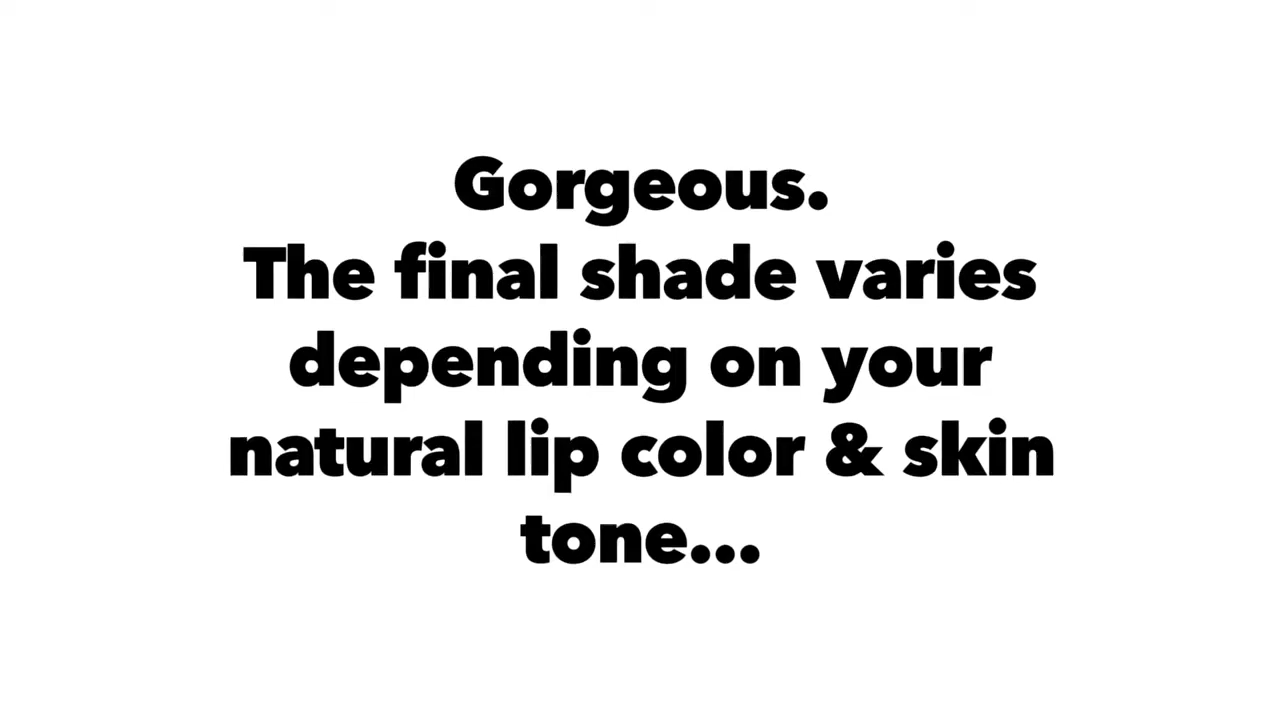 Gorgeous.
The final shade varies
depending on your
natural lip color & skin
tone...